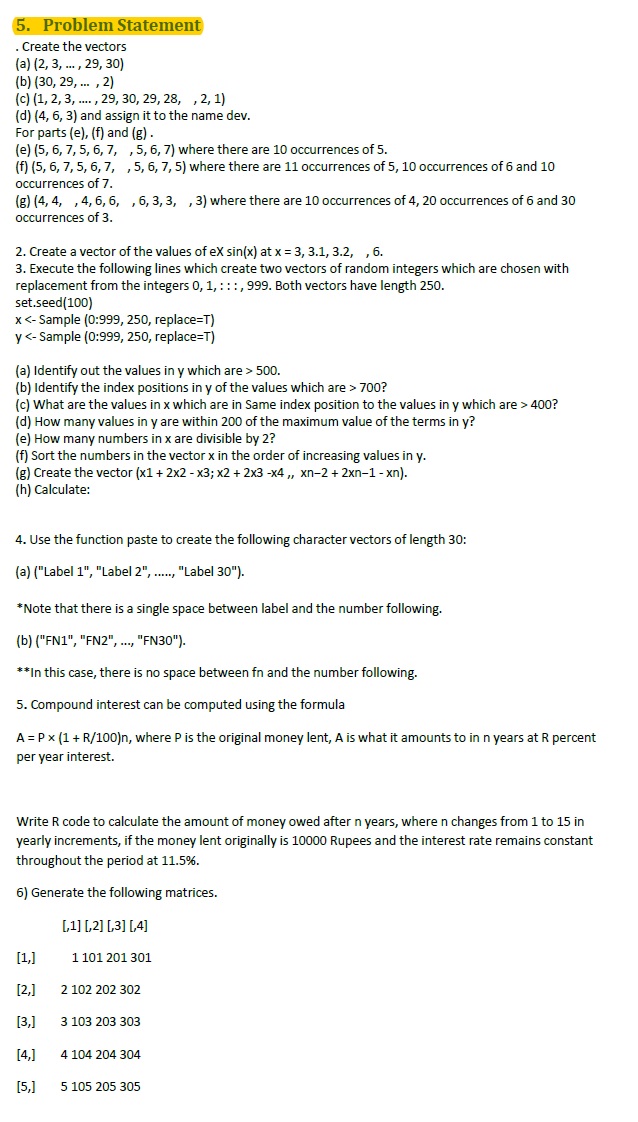 5. Problem Statement
. Create the vectors
(a) (2, 3, ... , 29, 30)
(b) (30, 29, ... , 2)
(c) (1, 2, 3, .... , 29, 30, 29, 28, , 2, 1)
(d) (4, 6, 3) and assign it to the name dev.
For parts (e), (f) and (g) .
(e) (5, 6, 7, 5, 6, 7, , 5, 6, 7) where there are 10 occurrences of 5.
(f) (5, 6, 7, 5, 6, 7, , 5, 6, 7, 5) where there are 11 occurrences of 5, 10 occurrences of 6 and 10
occurrences of 7.
(g) (4, 4, , 4, 6, 6, , 6, 3, 3, , 3) where there are 10 occurrences of 4, 20 occurrences of 6 and 30
occurrences of 3.
2. Create a vector of the values of eX sin(x) at x = 3, 3.1, 3.2, , 6.
3. Execute the following lines which create two vectors of random integers which are chosen with
replacement from the integers 0, 1, : : : , 999. Both vectors have length 250.
set.seed(100)
x <- Sample (0:999, 250, replace=T)
y <- Sample (0:999, 250, replace=T)
(a) Identify out the values in y which are > 500.
(b) Identify the index positions in y of the values which are > 700?
(c) What are the values in x which are in Same index position to the values in y which are > 400?
(d) How many values in y are within 200 of the maximum value of the terms in y?
(e) How many numbers in x are divisible by 2?
(f) Sort the numbers in the vector x in the order of increasing values in y.
(g) Create the vector (x1 + 2x2 - x3; x2 + 2x3 -x4 ,, xn−2 + 2xn−1 - xn).
(h) Calculate:
4. Use the function paste to create the following character vectors of length 30:
(a) ("Label 1", "Label 2", ....., "Label 30").
*Note that there is a single space between label and the number following.
(b) ("FN1", "FN2", ..., "FN30").
**In this case, there is no space between fn and the number following.
5. Compound interest can be computed using the formula
A = P × (1 + R/100)n, where P is the original money lent, A is what it amounts to in n years at R percent
per year interest.
Write R code to calculate the amount of money owed after n years, where n changes from 1 to 15 in
yearly increments, if the money lent originally is 10000 Rupees and the interest rate remains constant
throughout the period at 11.5%.
6) Generate the following matrices.
[,1] [,2] [,3] [,4]
[1,] 1 101 201 301
[2,] 2 102 202 302
[3,] 3 103 203 303
[4,] 4 104 204 304
[5,] 5 105 205 305